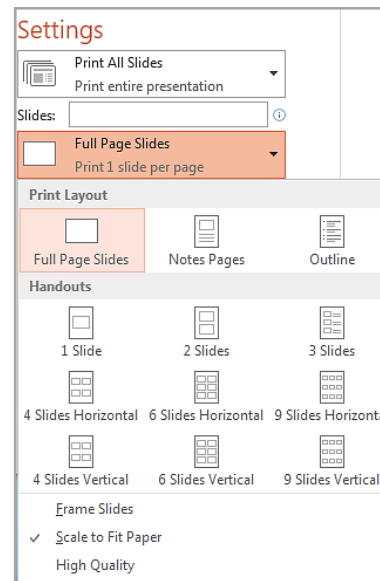 Settings
Print All Slides
Print entire presentation
Slides:
Full Page Slides
Print 1 slide per page
Print Layout
Full Page Slides Notes Pages Outline
Handouts
1 Slide 2 Slides 3 Slides
4 Slides Horizontal 6 Slides Horizontal 9 Slides Horizont
4 Slides Vertical 6 Slides Vertical 9 Slides Vertical
Frame Slides
Scale to Fit Paper
High Quality